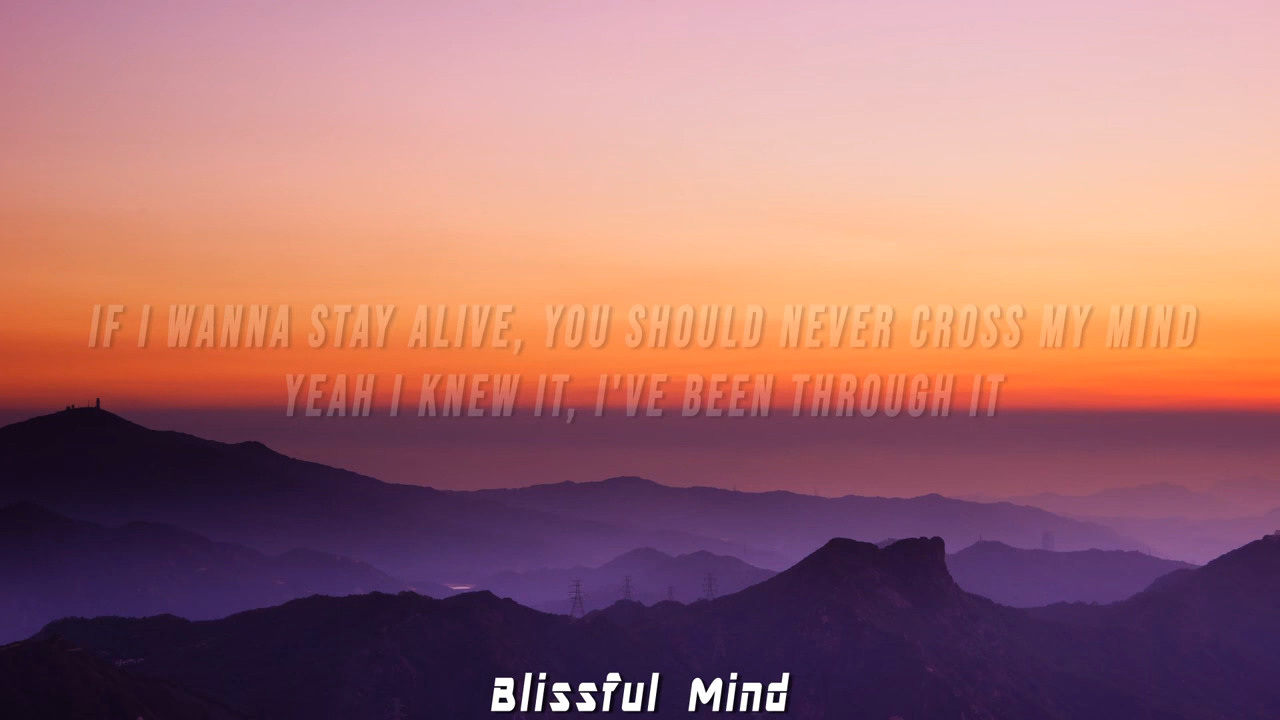 IF I WANNA STAY ALIVE, YOU SHOULD NEVER CROSS MY MIND
YEAH I KNEW IT, I'VE BEEN THROUGH IT
Blissful Mind